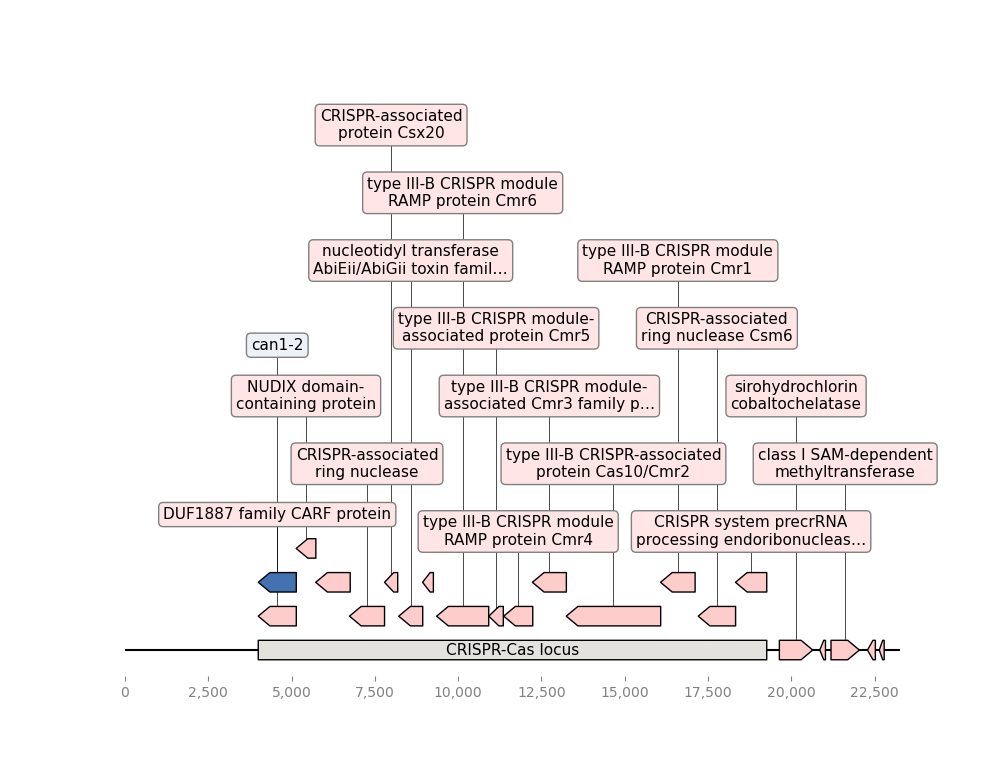 CRISPR-associated
protein Csx20
type III-B CRISPR module
RAMP protein Cmr6
nucleotidyl transferase
AbiEii/AbiGii toxin famil…
type III-B CRISPR module
RAMP protein Cmr1
type III-B CRISPR module-
associated protein Cmr5
CRISPR-associated
ring nuclease Csm6
can1-2
NUDIX domain-
containing protein
type III-B CRISPR module-
associated Cmr3 family p…
sirohydrochlorin
cobaltochelatase
CRISPR-associated
ring nuclease
type III-B CRISPR-associated
protein Cas10/Cmr2
class I SAM-dependent
methyltransferase
DUF1887 family CARF protein
type III-B CRISPR module
RAMP protein Cmr4
CRISPR system precrRNA
processing endoribonucleas…
CRISPR-Cas locus
0 2,500 5,000 7,500 10,000 12,500 15,000 17,500 20,000 22,500